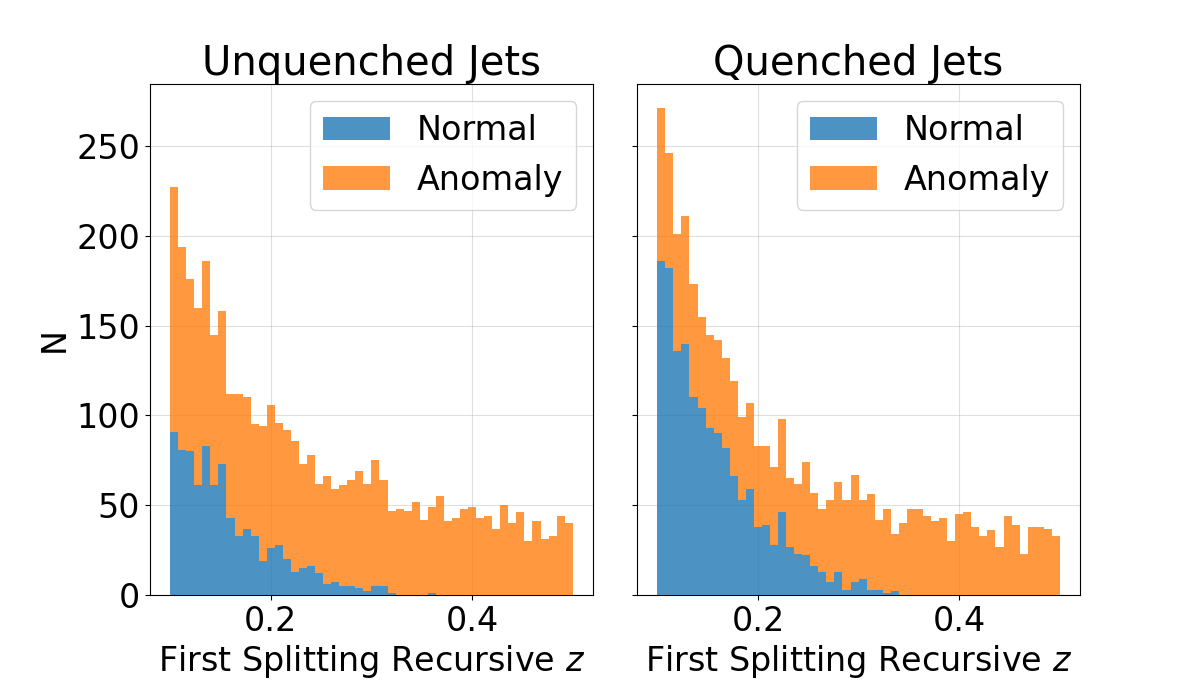 Unquenched Jets
Normal
Anomaly
250
200
150
100
50
0
N
0.2
0.4
First Splitting Recursive z
Quenched Jets
Normal
Anomaly
0.2
0.4
First Splitting Recursive z